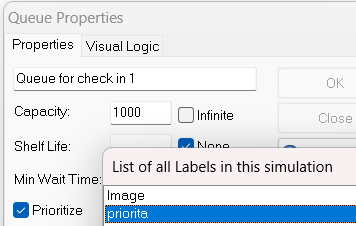 Queue Properties
Properties
Visual Logic
Queue for check in 1
OK
Capacity:
1000
Infinite
Close
Shelf Life:
None
Min Wait Time:
List of all Labels in this simulation
Image
Prioritize
priorita